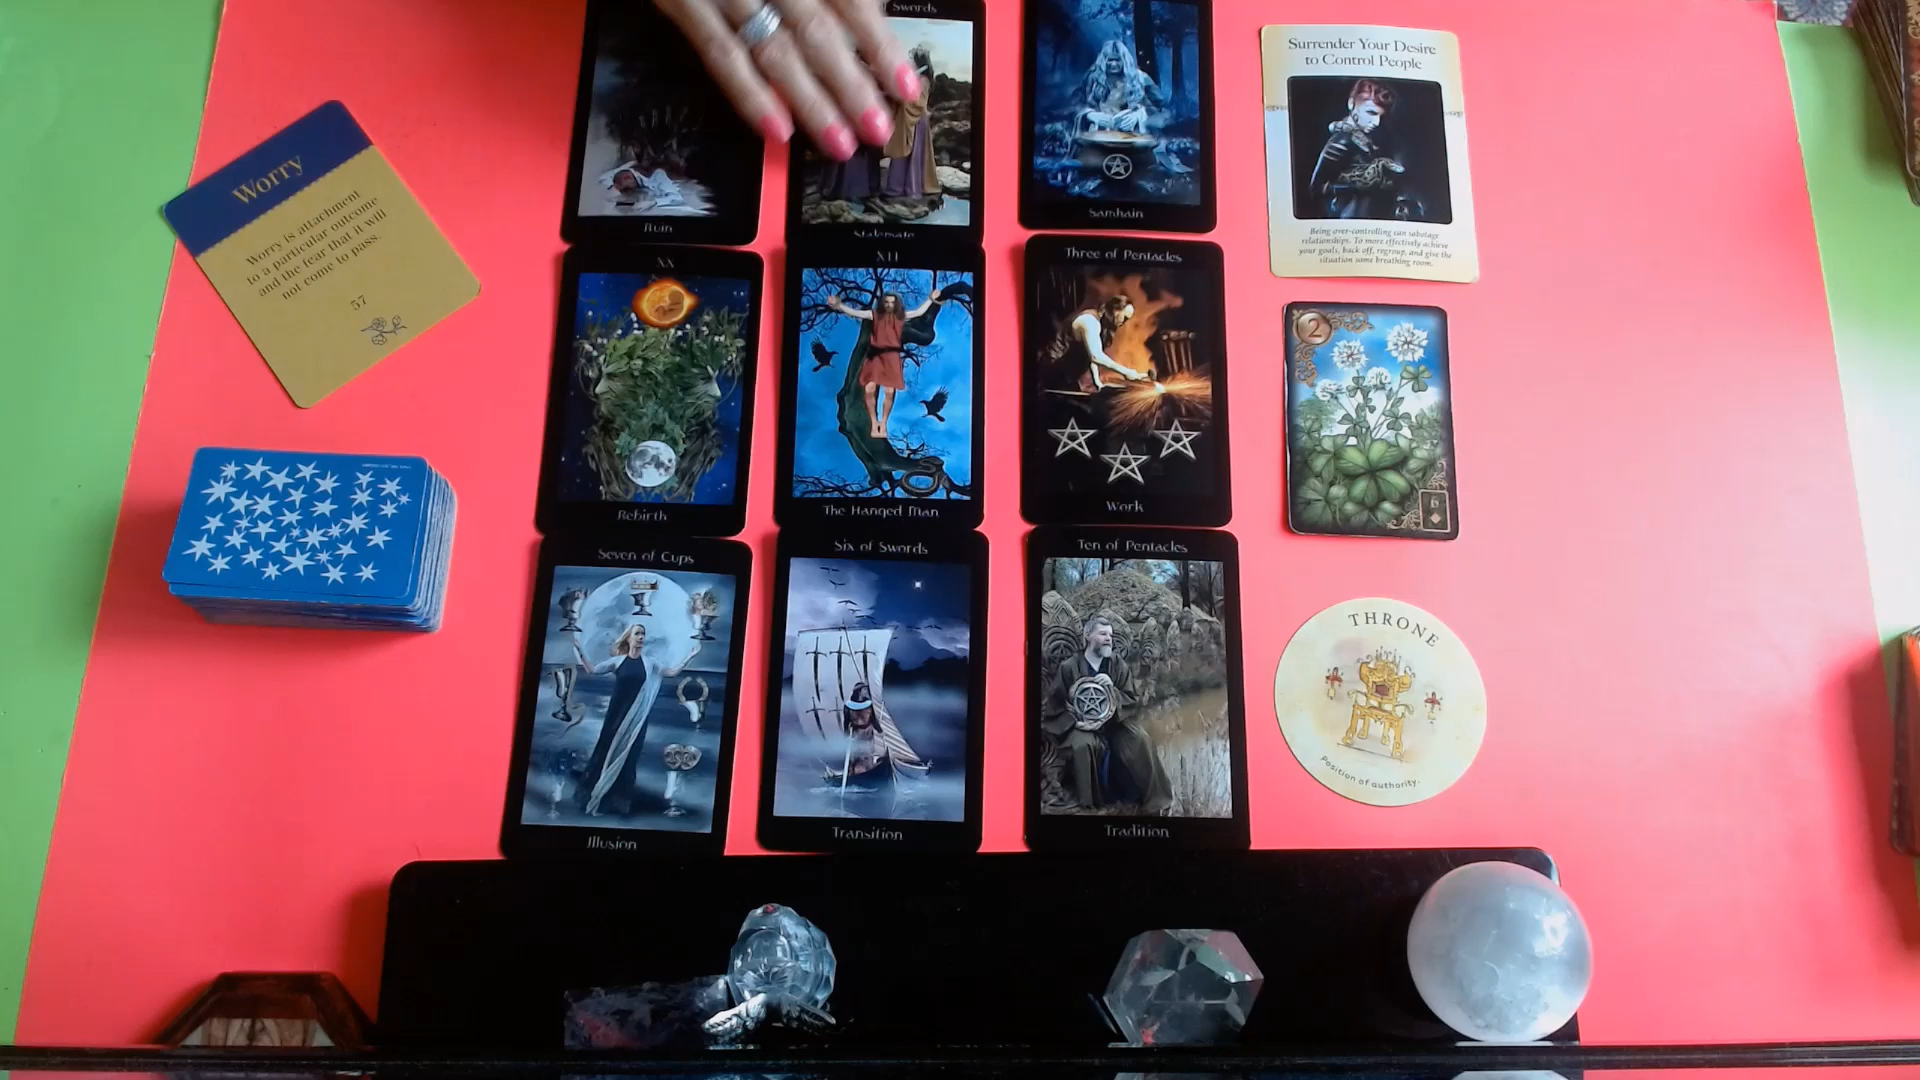 Worry
Worry is attachment
to a particular outcome
and the fear that it will
not come to pass.
57
Ruin
of Swords
Stalemate
Samhain
XX
Rebirth
XII
The Hanged Man
Three of Pentacles
Work
Seven of Cups
Illusion
Six of Swords
Transition
Ten of Pentacles
Tradition
Surrender Your Desire
to Control People
Being over-controlling can sabotage
relationships. To more effectively achieve
your goals, back off, regroup, and give the
situation some breathing room.
2
6
THRONE
Position of authority.